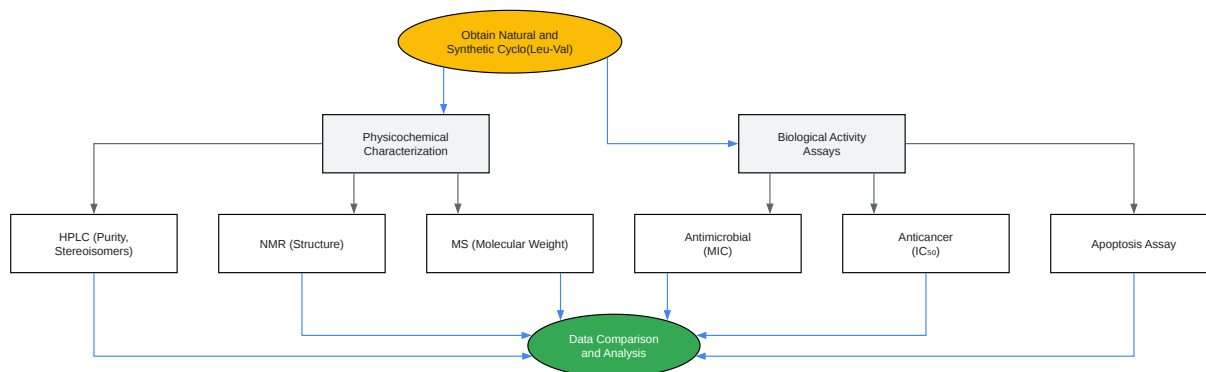 Obtain Natural and
Synthetic Cyclo(Leu-Val)
Physicochemical
Characterization
Biological Activity
Assays
HPLC (Purity,
Stereoisomers)
NMR (Structure)
MS (Molecular Weight)
Antimicrobial
(MIC)
Anticancer
(IC₅₀)
Apoptosis Assay
Data Comparison
and Analysis